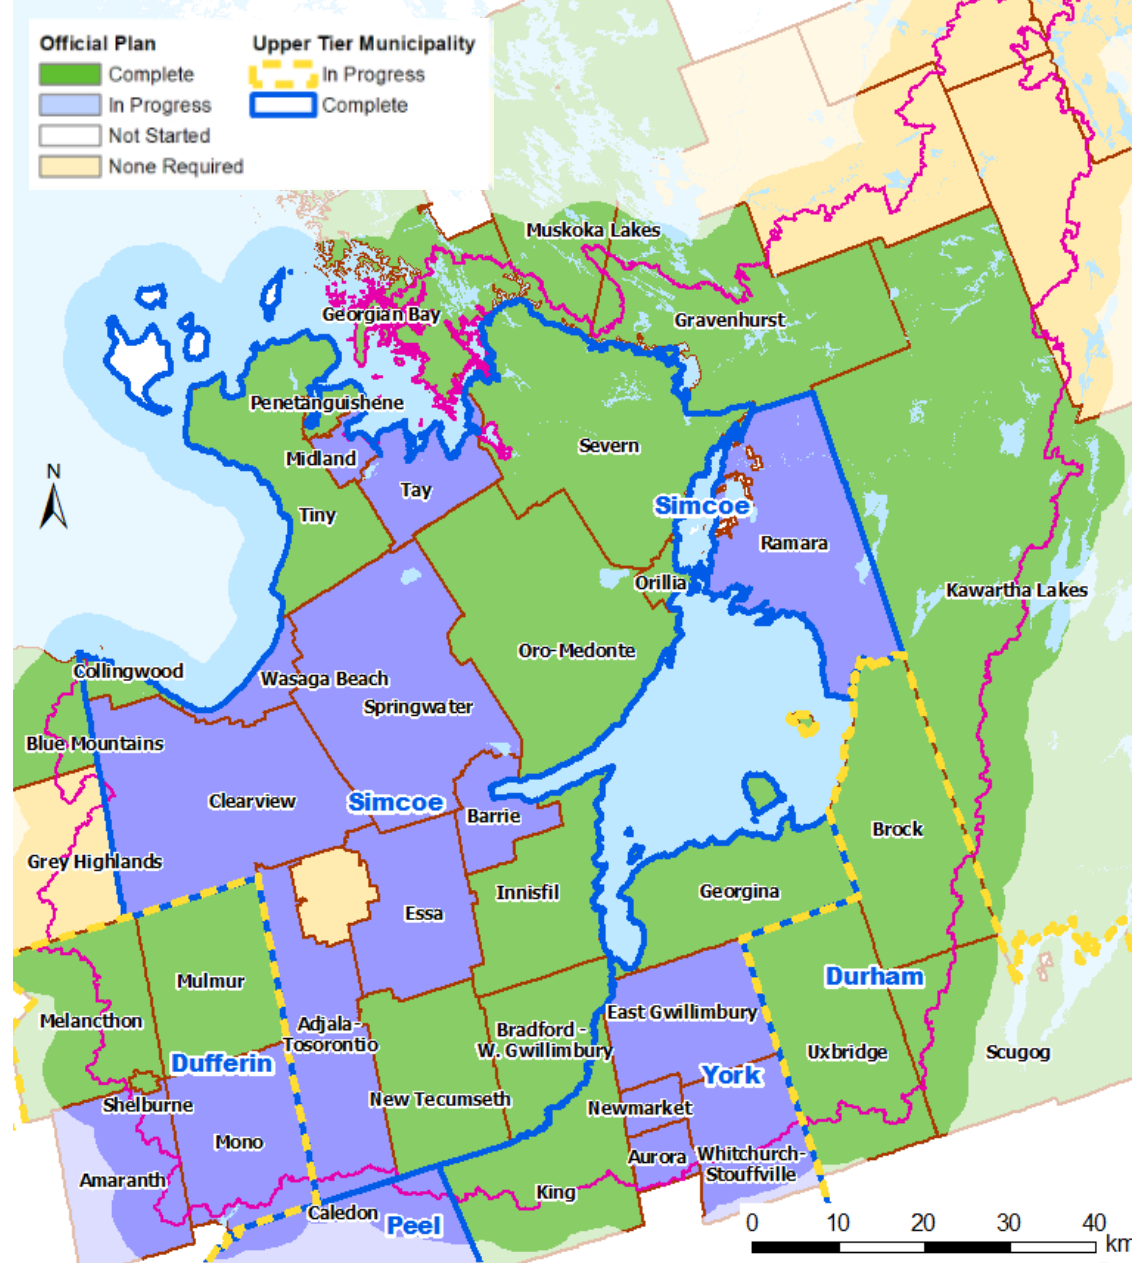 Official Plan
Complete
In Progress
Not Started
None Required
Upper Tier Municipality
In Progress
Complete
Muskoka Lakes
Georgian Bay
Gravenhurst
Penetanguishene
Severn
Midland
Tay
N
Simcoe
Tiny
Ramara
Orillia
Kawartha Lakes
Oro-Medonte
Collingwood
Wasaga Beach
Springwater
Blue Mountains
Clearview
Simcoe
Barrie
Brock
Grey Highlands
Innisfil
Georgina
Essa
Mulmur
Durham
Melancthon
Adjala-
Tosorontio
East Gwillimbury
Bradford -
W. Gwillimbury
Uxbridge
Scugog
Dufferin
York
Shelburne
New Tecumseth
Newmarket
Mono
Aurora
Whitchurch-
Stouffville
Amaranth
King
Caledon
Peel
0 10 20 30 40
km